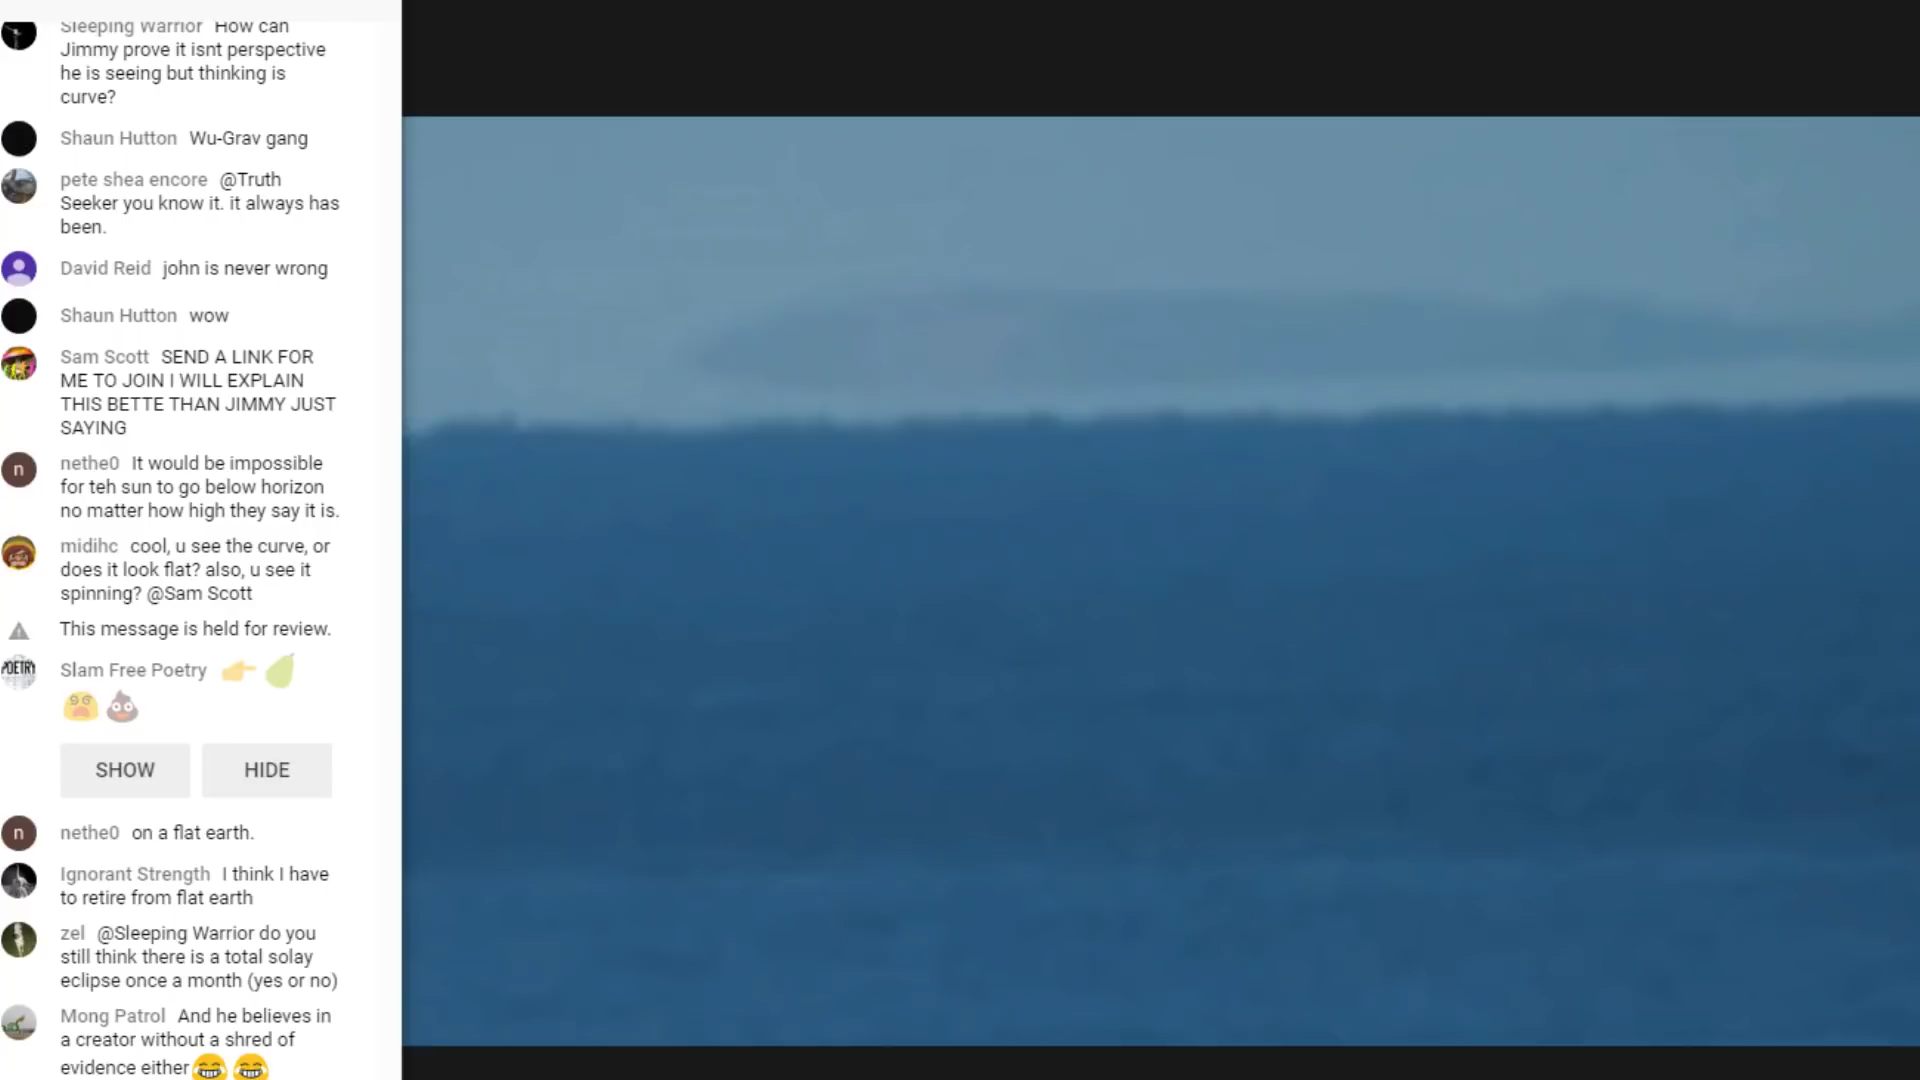 Sleeping Warrior How can
Jimmy prove it isnt perspective
he is seeing but thinking is
curve?
Shaun Hutton Wu-Grav gang
pete shea encore @Truth
Seeker you know it. it always has
been.
David Reid john is never wrong
Shaun Hutton wow
Sam Scott SEND A LINK FOR
ME TO JOIN I WILL EXPLAIN
THIS BETTE THAN JIMMY JUST
SAYING
n
nethe0 It would be impossible
for teh sun to go below horizon
no matter how high they say it is.
midihc cool, u see the curve, or
does it look flat? also, u see it
spinning? @Sam Scott
This message is held for review.
POETRY
Slam Free Poetry
SHOW HIDE
n
nethe0 on a flat earth.
Ignorant Strength I think I have
to retire from flat earth
zel @Sleeping Warrior do you
still think there is a total solay
eclipse once a month (yes or no)
Mong Patrol And he believes in
a creator without a shred of
evidence either